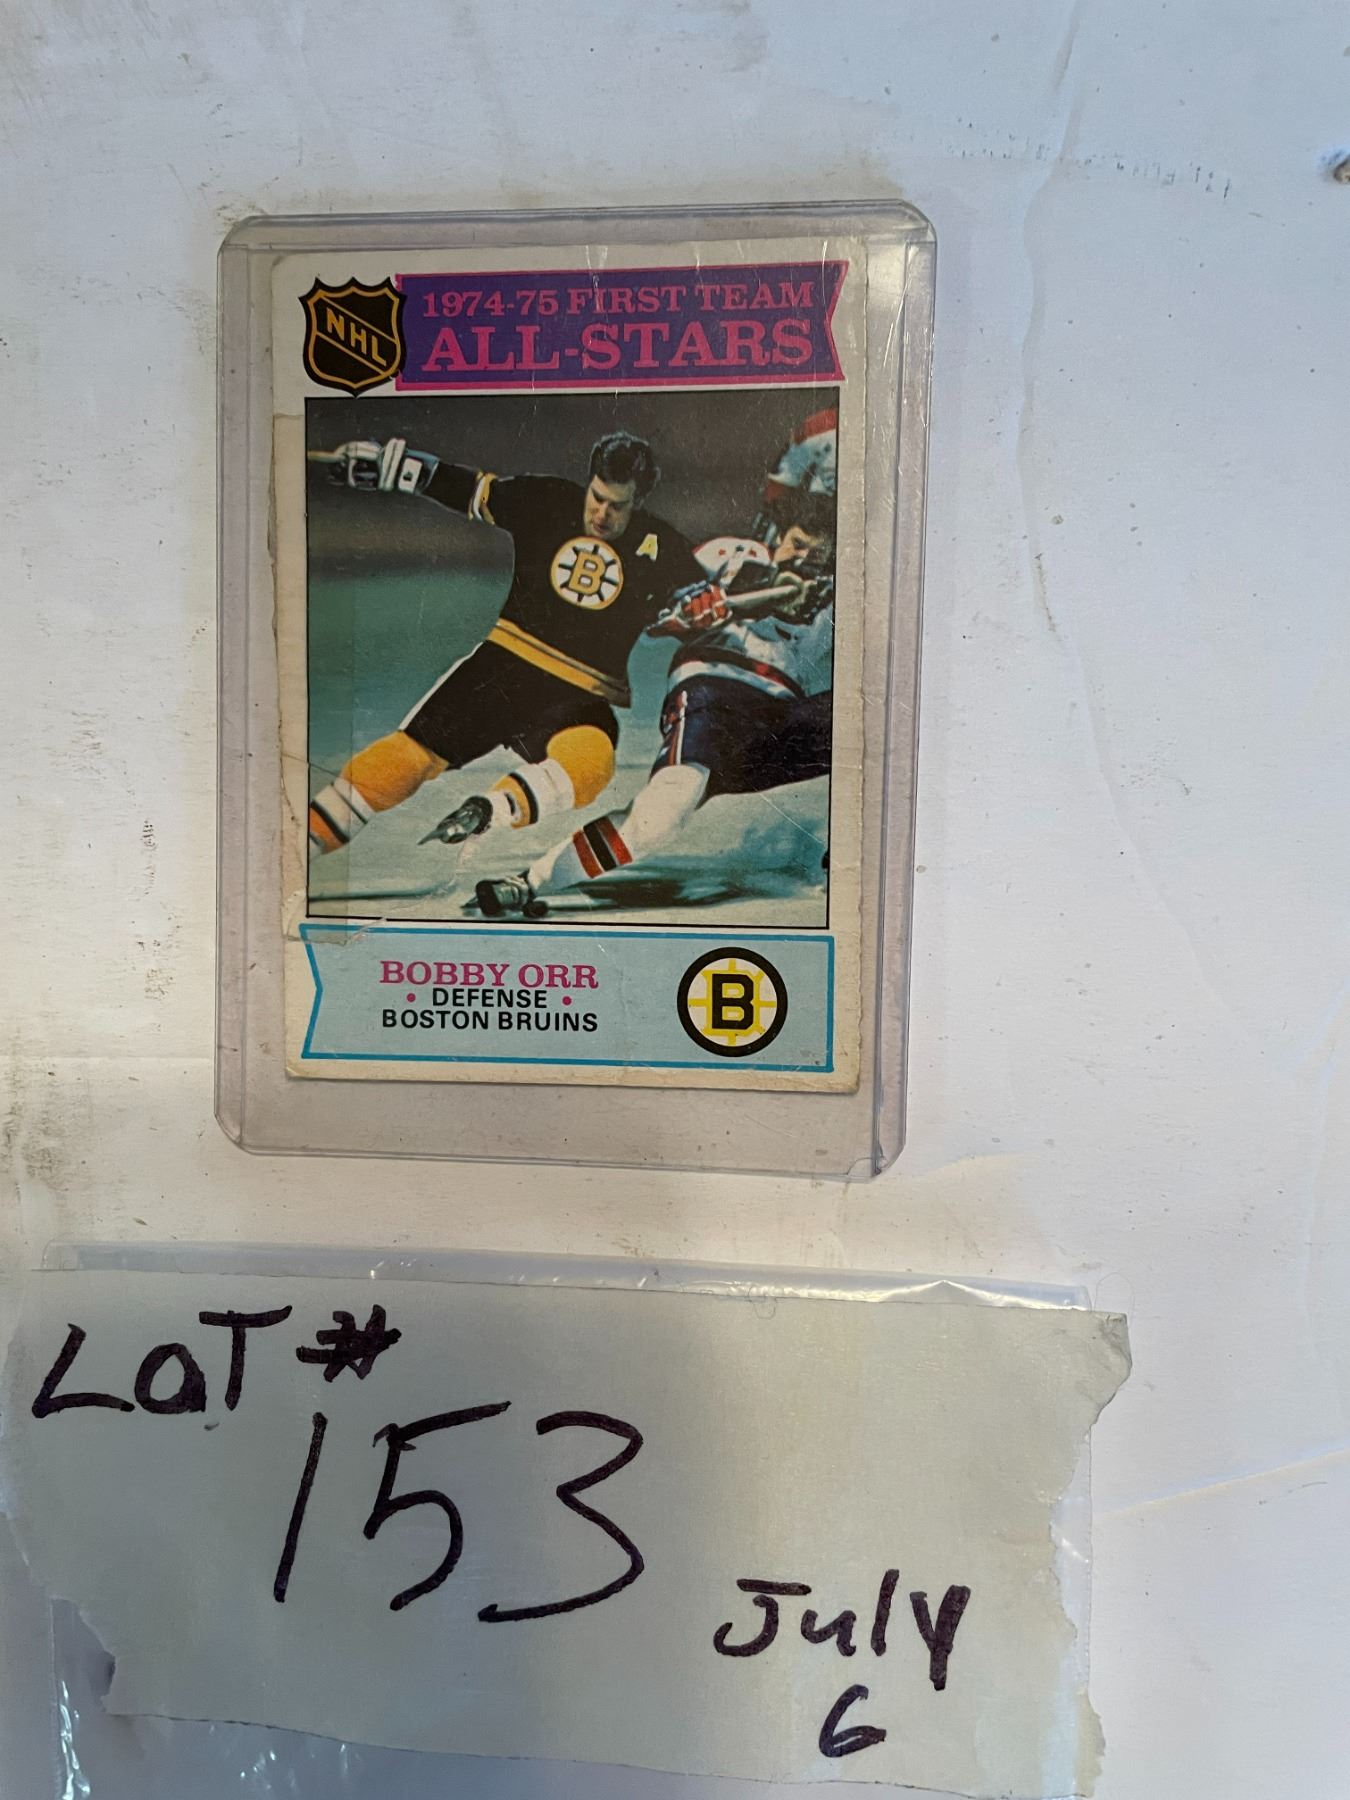 NHL
1974-75 FIRST TEAM
ALL-STARS
A
B
BOBBY ORR
• DEFENSE •
BOSTON BRUINS
B
LOT #
153
July
6